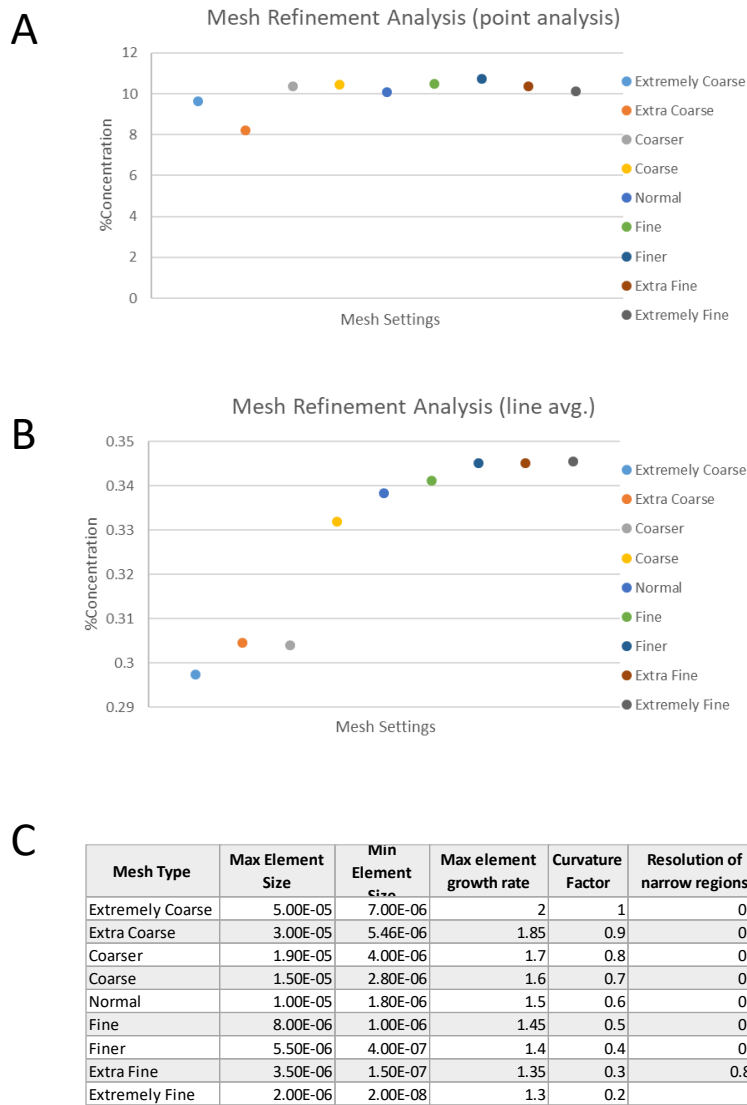 A
Mesh Refinement Analysis (point analysis)
12
10
8
6
4
2
0
%Concentration
Mesh Settings
Extremely Coarse
Extra Coarse
Coarser
Coarse
Normal
Fine
Finer
Extra Fine
Extremely Fine
B
Mesh Refinement Analysis (line avg.)
0.35
0.34
0.33
0.32
0.31
0.3
0.29
%Concentration
Mesh Settings
Extremely Coarse
Extra Coarse
Coarser
Coarse
Normal
Fine
Finer
Extra Fine
Extremely Fine
C
Mesh Type Max Element Size Min Element Size Max element growth rate Curvature Factor Resolution of narrow regions
Extremely Coarse 5.00E-05 7.00E-06 2 1 0
Extra Coarse 3.00E-05 5.46E-06 1.85 0.9 0
Coarser 1.90E-05 4.00E-06 1.7 0.8 0
Coarse 1.50E-05 2.80E-06 1.6 0.7 0
Normal 1.00E-05 1.80E-06 1.5 0.6 0
Fine 8.00E-06 1.00E-06 1.45 0.5 0
Finer 5.50E-06 4.00E-07 1.4 0.4 0
Extra Fine 3.50E-06 1.50E-07 1.35 0.3 0.8
Extremely Fine 2.00E-06 2.00E-08 1.3 0.2